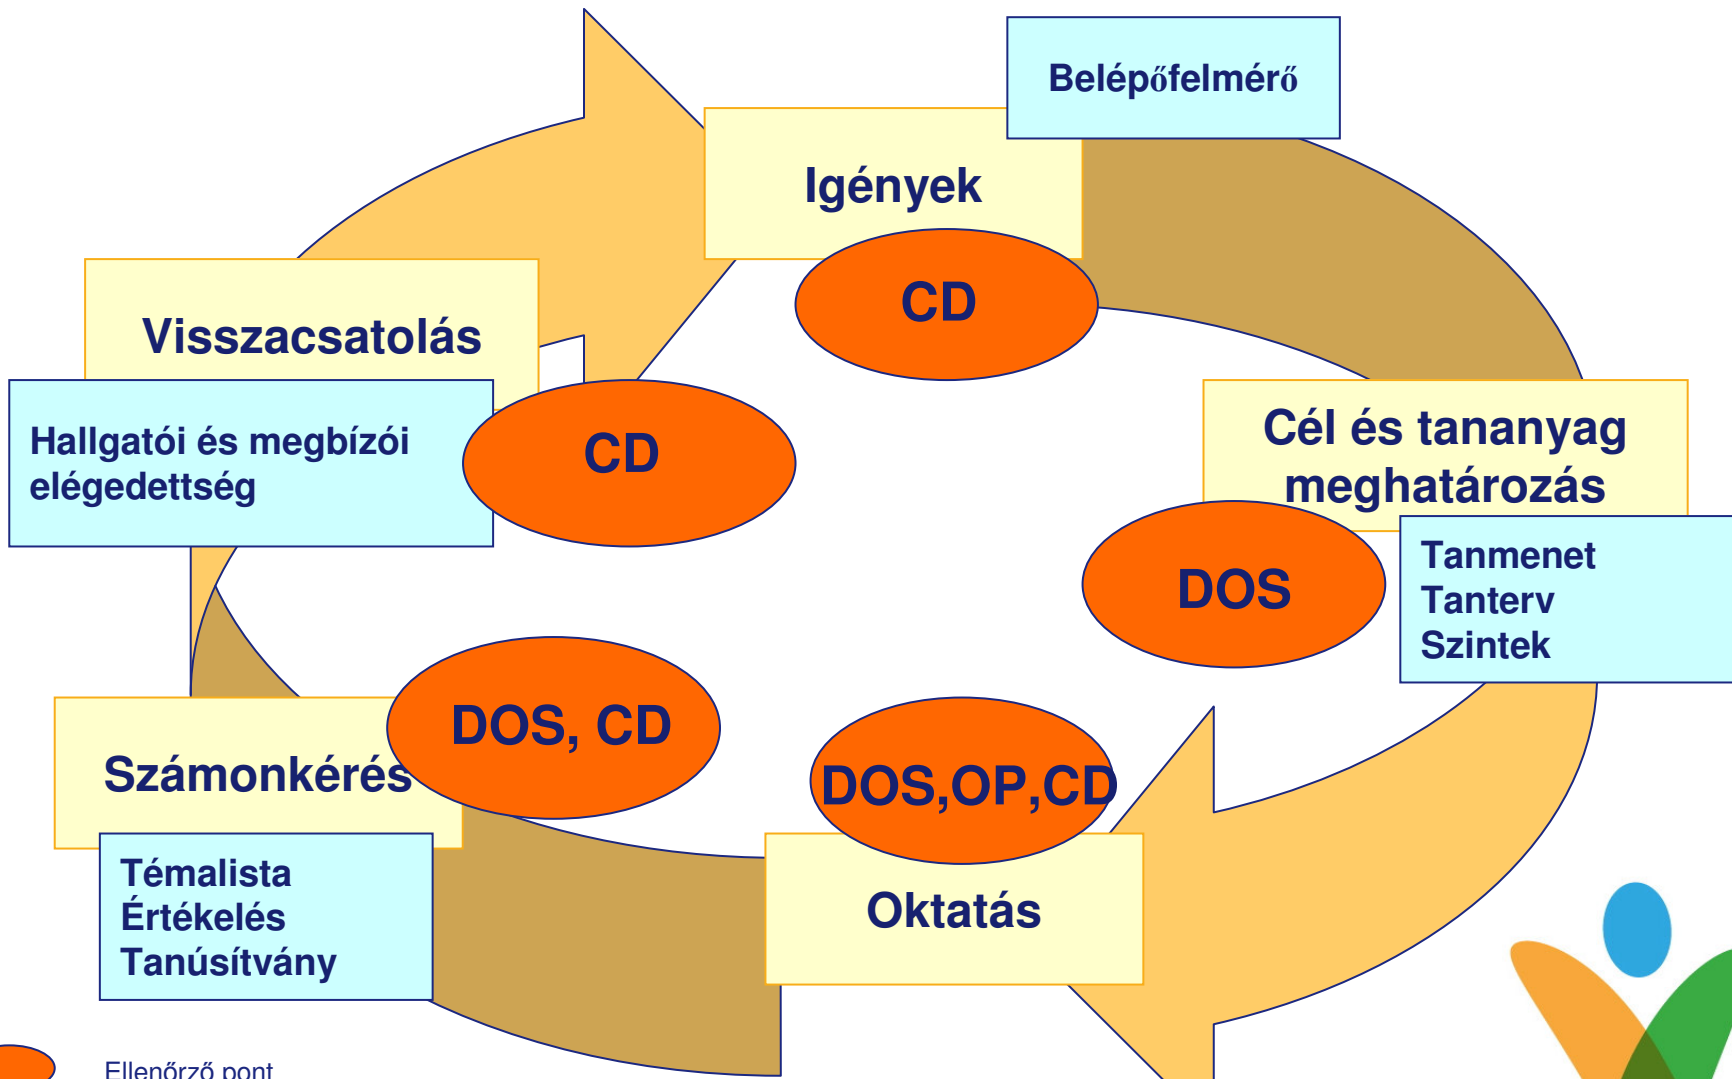 Belépőfelmérő
Igények
CD
Visszacsatolás
Hallgatói és megbízói
elégedettség
CD
Cél és tananyag
meghatározás
DOS
Tanmenet
Tanterv
Szintek
DOS, CD
Számonkérés
Témalista
Értékelés
Tanúsítvány
DOS,OP,CD
Oktatás
Ellenőrző pont